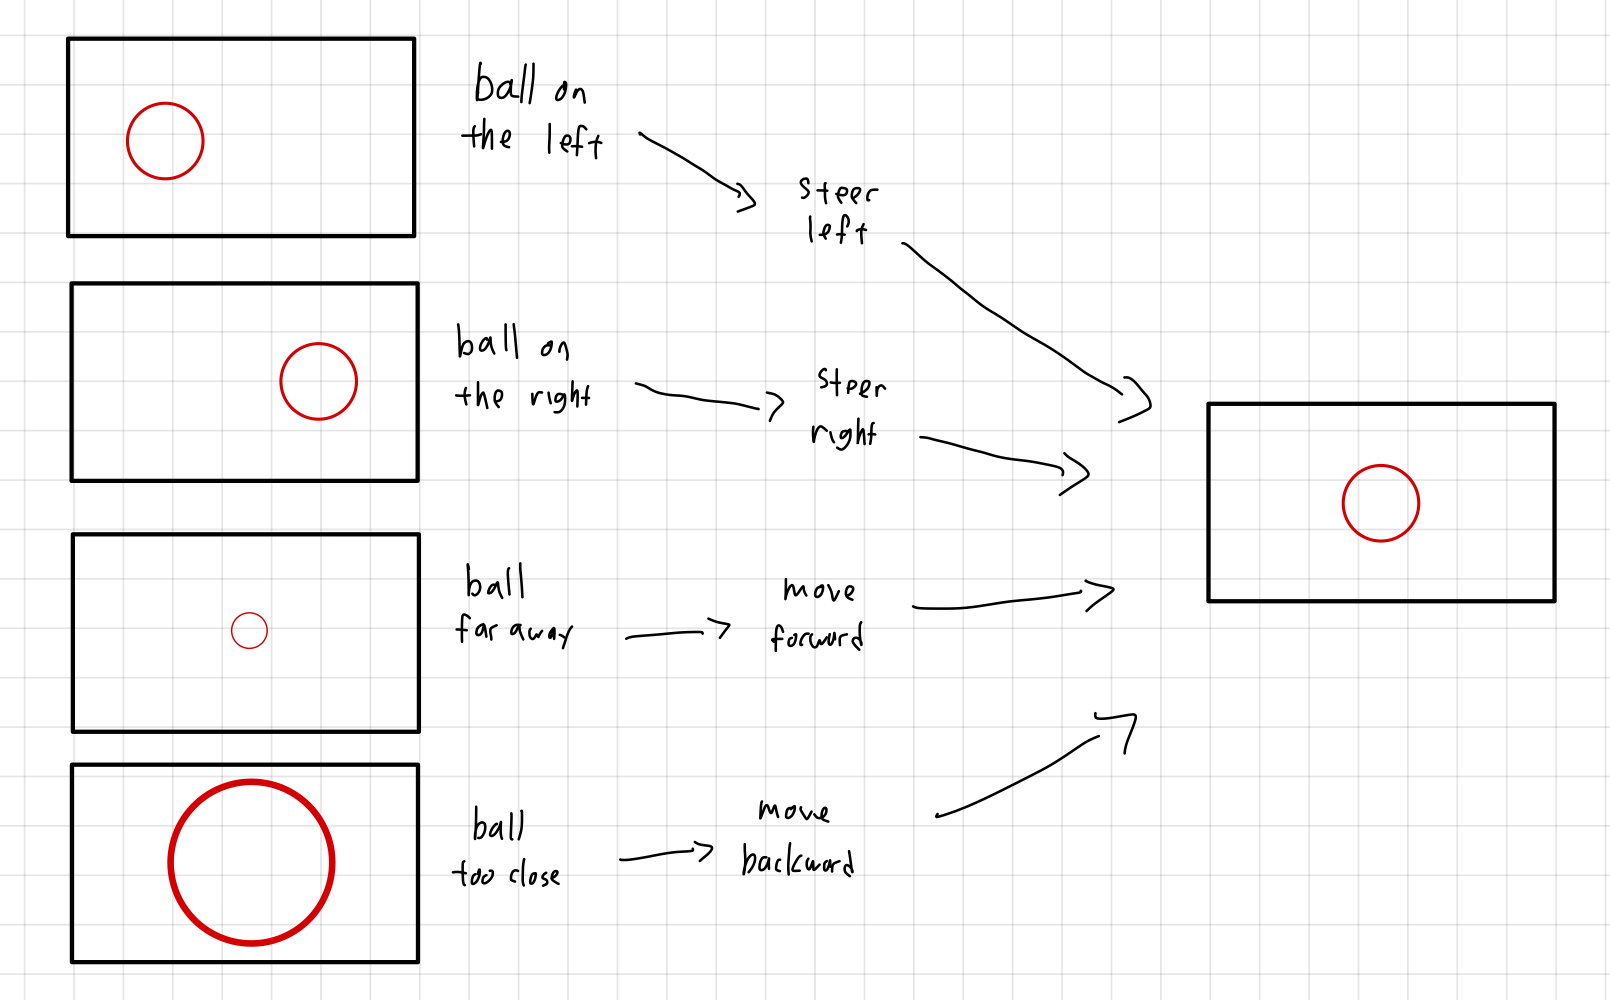 ball on
the left
steer
left
ball on
the right
steer
right
ball
far away
move
forward
ball
too close
move
backward